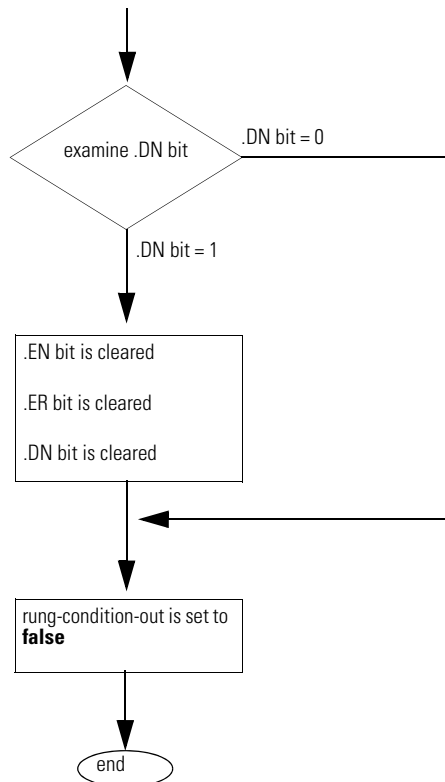 examine .DN bit
.DN bit = 0
.DN bit = 1
.EN bit is cleared
.ER bit is cleared
.DN bit is cleared
rung-condition-out is set to
false
end